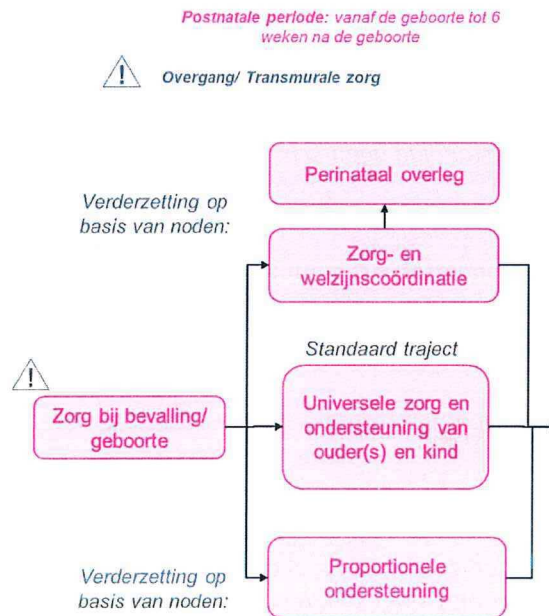 Postnatale periode: vanaf de geboorte tot 6
weken na de geboorte
! Overgang/ Transmurale zorg
Perinataal overleg
Verderzetting op
basis van noden:
Zorg- en
welzijnscoördinatie
Standaard traject
!
Zorg bij bevalling/
geboorte
Universele zorg en
ondersteuning van
ouder(s) en kind
Proportionele
ondersteuning
Verderzetting op
basis van noden: